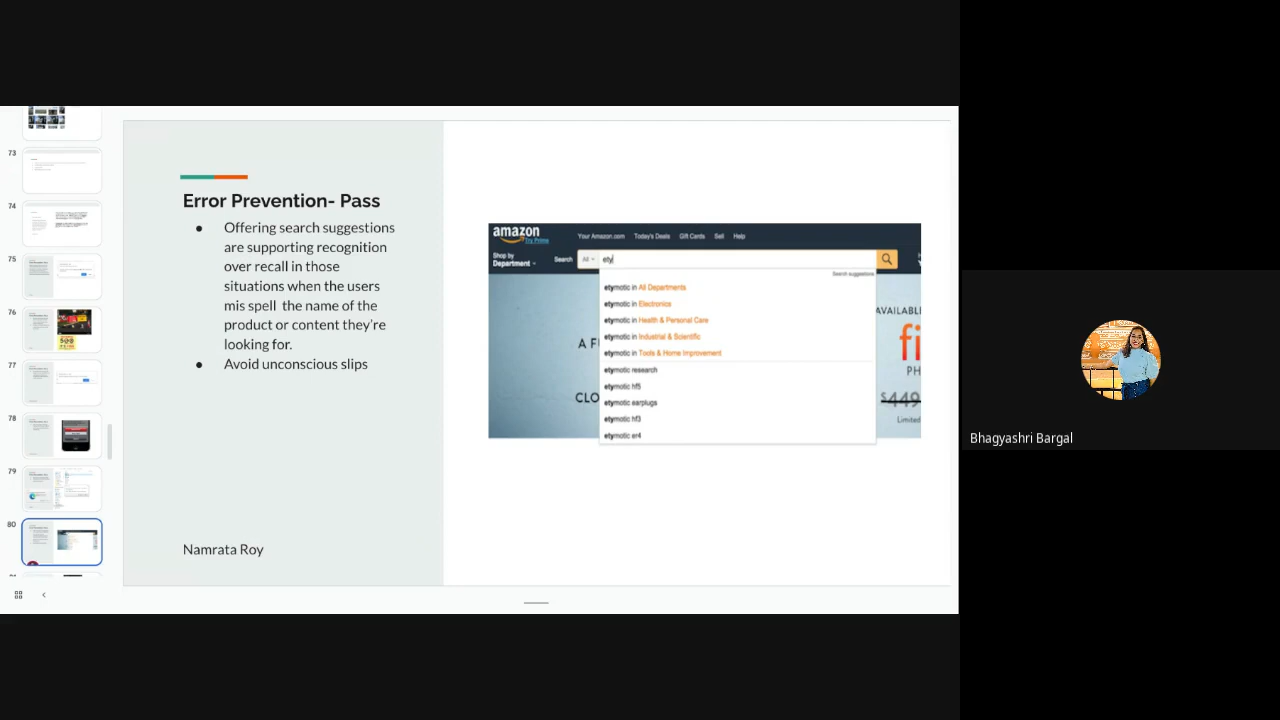 73
74
75
76
77
78
79
80
Error Prevention- Pass
● Offering search suggestions
are supporting recognition
over recall in those
situations when the users
mis spell the name of the
product or content they're
looking for.
● Avoid unconscious slips
Namrata Roy
amazon
Try Prime
Your Amazon.com Today's Deals Gift Cards Sell Help
Shop by
Department
Search All ety
Search suggestions
etymotic in All Departments
etymotic in Electronics
etymotic in Health & Personal Care
etymotic in Industrial & Scientific
etymotic in Tools & Home Improvement
etymotic research
etymotic hf5
etymotic earplugs
etymotic hf3
etymotic er4
A F
CLO
AVAILABL
fi
PH
$449
Limited
Bhagyashri Bargal